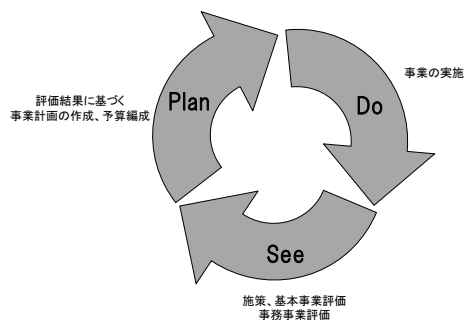 Plan
評価結果に基づく
事業計画の作成、予算編成
Do
事業の実施
See
施策、基本事業評価
事務事業評価